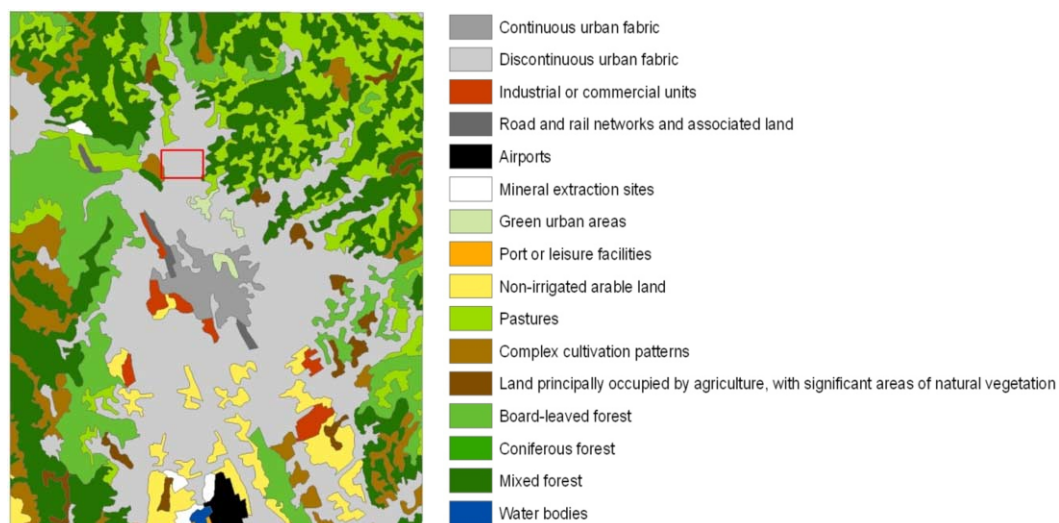 Continuous urban fabric
Discontinuous urban fabric
Industrial or commercial units
Road and rail networks and associated land
Airports
Mineral extraction sites
Green urban areas
Port or leisure facilities
Non-irrigated arable land
Pastures
Complex cultivation patterns
Land principally occupied by agriculture, with significant areas of natural vegetation
Board-leaved forest
Coniferous forest
Mixed forest
Water bodies